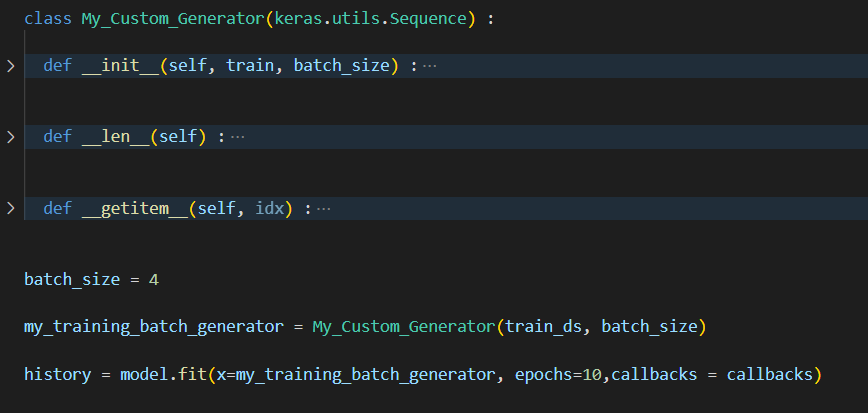 class My_Custom_Generator(keras.utils.Sequence) :
def __init__(self, train, batch_size) :···
def __len__(self) :···
def __getitem__(self, idx) :···
batch_size = 4
my_training_batch_generator = My_Custom_Generator(train_ds, batch_size)
history = model.fit(x=my_training_batch_generator, epochs=10,callbacks = callbacks)